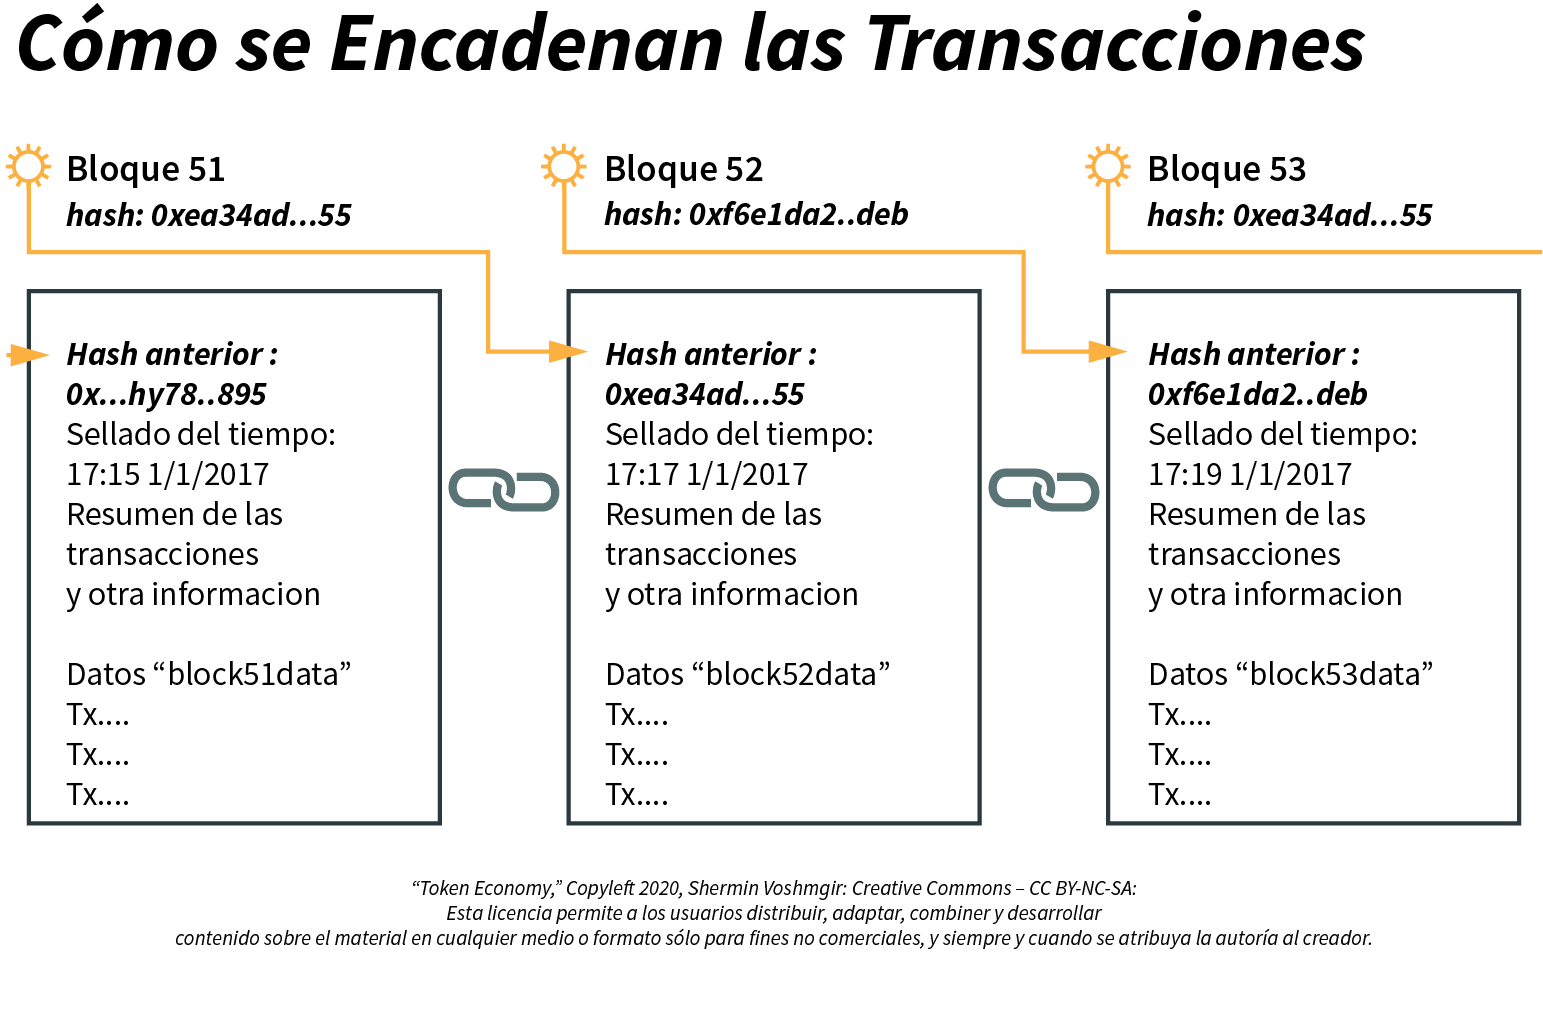 Cómo se Encadenan las Transacciones
Bloque 51
hash: 0xea34ad...55
Hash anterior :
0x...hy78..895
Sellado del tiempo:
17:15 1/1/2017
Resumen de las
transacciones
y otra informacion
Datos “block51data”
Tx....
Tx....
Tx....
Bloque 52
hash: 0xf6e1da2..deb
Hash anterior :
0xea34ad...55
Sellado del tiempo:
17:17 1/1/2017
Resumen de las
transacciones
y otra informacion
Datos “block52data”
Tx....
Tx....
Tx....
Bloque 53
hash: 0xea34ad...55
Hash anterior :
0xf6e1da2..deb
Sellado del tiempo:
17:19 1/1/2017
Resumen de las
transacciones
y otra informacion
Datos “block53data”
Tx....
Tx....
Tx....
“Token Economy,” Copyleft 2020, Shermin Voshmgir: Creative Commons – CC BY-NC-SA:
Esta licencia permite a los usuarios distribuir, adaptar, combiner y desarrollar
contenido sobre el material en cualquier medio o formato sólo para fines no comerciales, y siempre y cuando se atribuya la autoría al creador.